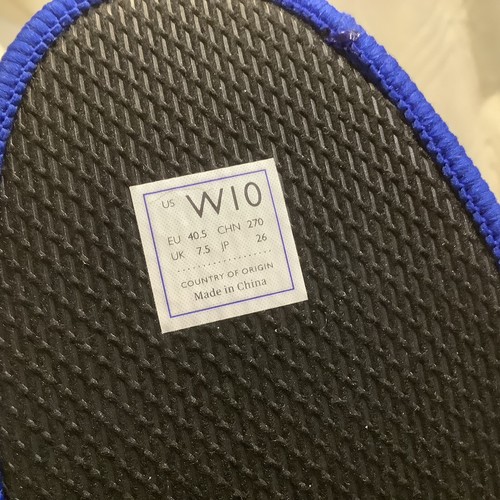 US W10
EU 40.5 CHN 270
UK 7.5 JP 26
COUNTRY OF ORIGIN
Made in China